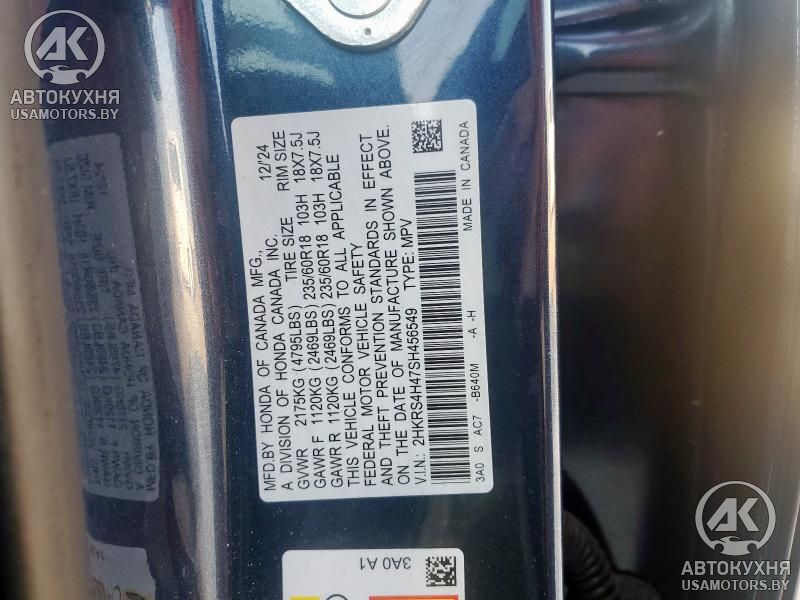 AK
АВТОКУХНЯ
USAMOTORS.BY
MFD.BY HONDA OF CANADA MFG., 12/'24
A DIVISION OF HONDA CANADA INC.
GVWR 2175KG (4795LBS) TIRE SIZE RIM SIZE
GAWR F 1120KG (2469LBS) 235/60R18 103H 18X7.5J
GAWR R 1120KG (2469LBS) 235/60R18 103H 18X7.5J
THIS VEHICLE CONFORMS TO ALL APPLICABLE
FEDERAL MOTOR VEHICLE SAFETY
AND THEFT PREVENTION STANDARDS IN EFFECT
ON THE DATE OF MANUFACTURE SHOWN ABOVE.
V.I.N.: 2HKRS4H47SH456549 TYPE: MPV
3A0 S AC7 -B640M -A -H MADE IN CANADA
3A0 A1
AK
АВТОКУХНЯ
USAMOTORS.BY